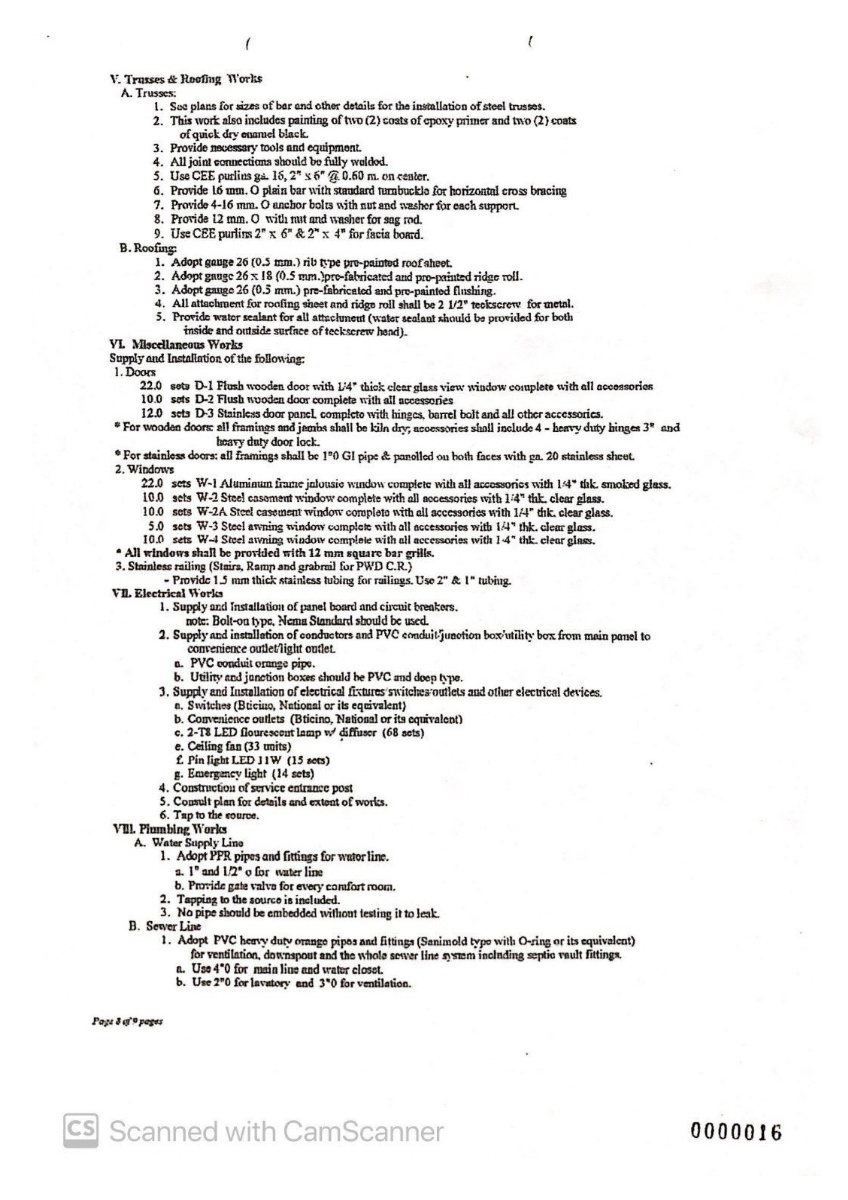 V. Trusses & Roofing Works
A. Trusses:
1. See plans for sizes of bar and other details for the installation of steel trusses.
2. This work also includes painting of two (2) coats of epoxy primer and two (2) coats
of quick dry enamel black.
3. Provide necessary tools and equipment.
4. All joint connections should be fully welded.
5. Use CEE purlins ga. 16, 2" x 6" @ 0.60 m. on center.
6. Provide 16 mm. O plain bar with standard turnbuckle for horizontal cross bracing
7. Provide 4-16 mm. O anchor bolts with nut and washer for each support.
8. Provide 12 mm. O with nut and washer for sag rod.
9. Use CEE purlins 2" x 6" & 2" x 4" for facia board.
B. Roofing:
1. Adopt gauge 26 (0.5 mm.) rib type pre-painted roof sheet.
2. Adopt gauge 26 x 18 (0.5 mm.)pre-fabricated and pre-painted ridge roll.
3. Adopt gauge 26 (0.5 mm.) pre-fabricated and pre-painted flushing.
4. All attachment for roofing sheet and ridge roll shall be 2 1/2" teckscrew for metal.
5. Provide water sealant for all attachment (water sealant should be provided for both
inside and outside surface of teckscrew head).
VI. Miscellaneous Works
Supply and Installation of the following:
1. Doors
22.0 sets D-1 Flush wooden door with 1/4" thick clear glass view window complete with all accessories
10.0 sets D-2 Flush wooden door complete with all accessories
12.0 sets D-3 Stainless door panel, complete with hinges, barrel bolt and all other accessories.
* For wooden doors: all framings and jambs shall be kiln dry; accessories shall include 4 - heavy duty hinges 3" and
heavy duty door lock.
* For stainless doors: all framings shall be 1"0 GI pipe & panelled on both faces with ga. 20 stainless sheet.
2. Windows
22.0 sets W-1 Aluminum frame jalousie window complete with all accessories with 1/4" thk. smoked glass.
10.0 sets W-2 Steel casement window complete with all accessories with 1/4" thk. clear glass.
10.0 sets W-2A Steel casement window complete with all accessories with 1/4" thk. clear glass.
5.0 sets W-3 Steel awning window complete with all accessories with 1/4" thk. clear glass.
10.0 sets W-4 Steel awning window complete with all accessories with 1/4" thk. clear glass.
* All windows shall be provided with 12 mm square bar grills.
3. Stainless railing (Stairs, Ramp and grabrail for PWD C.R.)
- Provide 1.5 mm thick stainless tubing for railings. Use 2" & 1" tubing.
VII. Electrical Works
1. Supply and Installation of panel board and circuit breakers.
note: Bolt-on type, Nema Standard should be used.
2. Supply and installation of conductors and PVC conduit/junction box/utility box from main panel to
convenience outlet/light outlet.
a. PVC conduit orange pipe.
b. Utility and junction boxes should be PVC and deep type.
3. Supply and Installation of electrical fixtures/switches/outlets and other electrical devices.
a. Switches (Bticino, National or its equivalent)
b. Convenience outlets (Bticino, National or its equivalent)
c. 2-T8 LED flourescent lamp w/ diffuser (68 sets)
e. Ceiling fan (33 units)
f. Pin light LED 11W (15 sets)
g. Emergency light (14 sets)
4. Construction of service entrance post
5. Consult plan for details and extent of works.
6. Tap to the source.
VIII. Plumbing Works
A. Water Supply Line
1. Adopt PPR pipes and fittings for water line.
a. 1" and 1/2" o for water line
b. Provide gate valve for every comfort room.
2. Tapping to the source is included.
3. No pipe should be embedded without testing it to leak.
B. Sewer Line
1. Adopt PVC heavy duty orange pipes and fittings (Sanimold type with O-ring or its equivalent)
for ventilation, downspout and the whole sewer line system including septic vault fittings.
a. Use 4"0 for main line and water closet.
b. Use 2"0 for lavatory and 3"0 for ventilation.
Page of 9 pages
CS Scanned with CamScanner
0000016